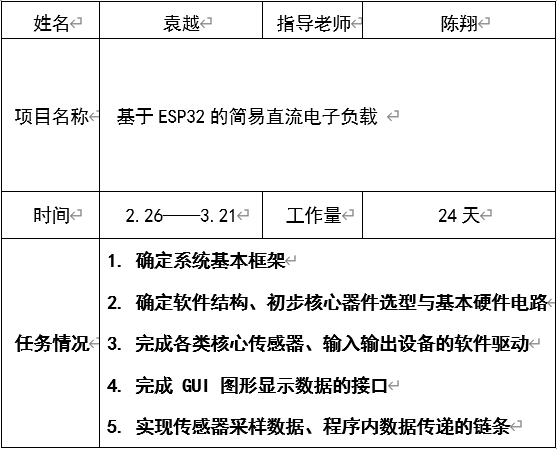 姓名 袁越 指导老师 陈翔
项目名称 基于 ESP32 的简易直流电子负载
时间 2.26——3.21 工作量 24 天
任务情况
1. 确定系统基本框架
2. 确定软件结构、初步核心器件选型与基本硬件电路
3. 完成各类核心传感器、输入输出设备的软件驱动
4. 完成 GUI 图形显示数据的接口
5. 实现传感器采样数据、程序内数据传递的链条